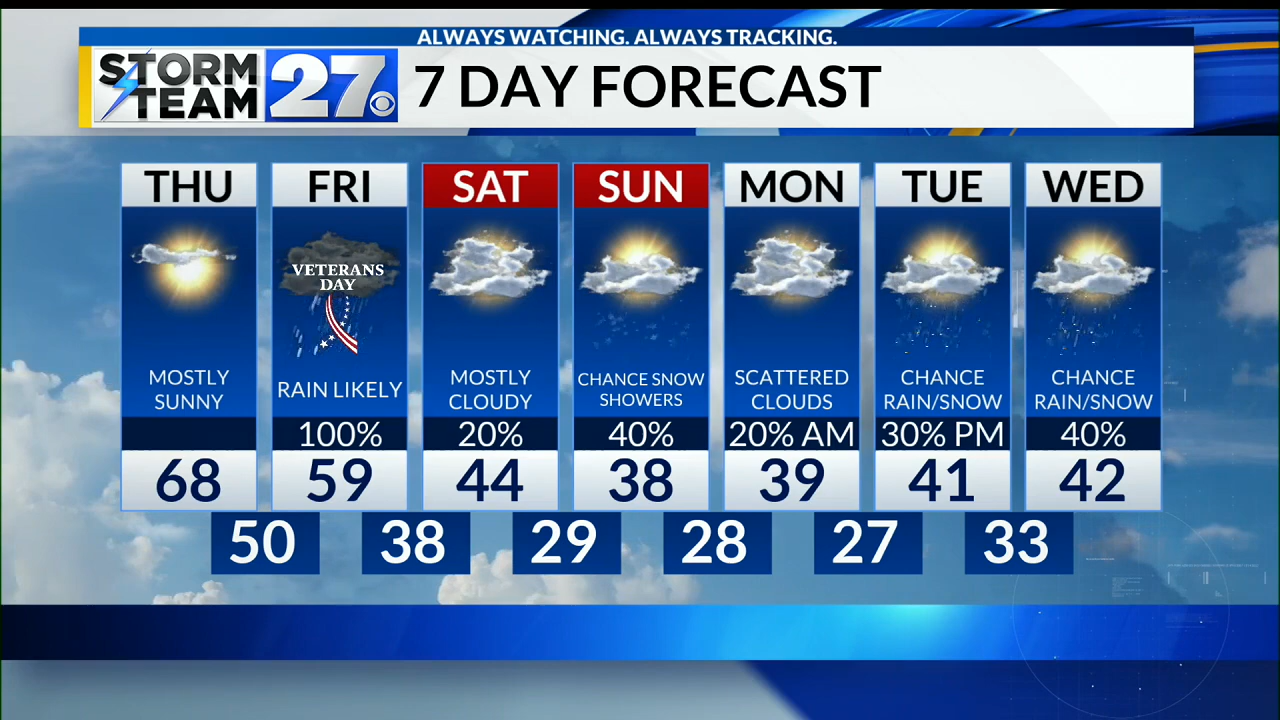 ALWAYS WATCHING. ALWAYS TRACKING.
STORM
TEAM
27
7 DAY FORECAST
THU
FRI
SAT
SUN
MON
TUE
WED
VETERANS
DAY
MOSTLY
SUNNY
RAIN LIKELY
MOSTLY
CLOUDY
CHANCE SNOW
SHOWERS
SCATTERED
CLOUDS
CHANCE
RAIN/SNOW
CHANCE
RAIN/SNOW
100%
20%
40%
20% AM
30% PM
40%
68
59
44
38
39
41
42
50
38
29
28
27
33